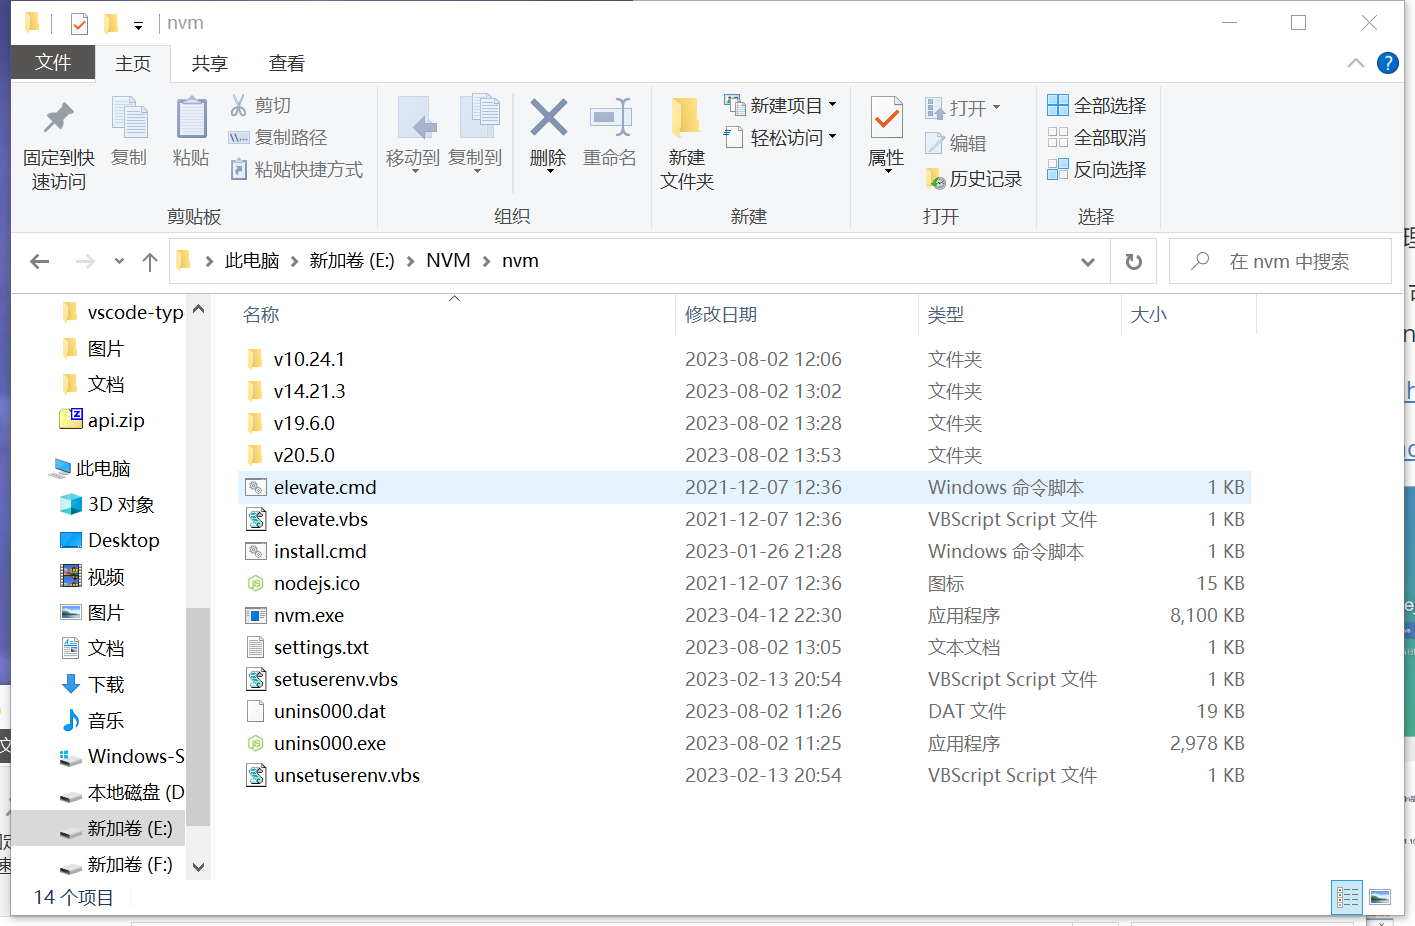 nvm
文件 主页 共享 查看
固定到快速访问
复制
粘贴
剪切
复制路径
粘贴快捷方式
剪贴板
移动到 复制到 删除 重命名
组织
新建文件夹
新建项目
轻松访问
新建
属性
打开
编辑
历史记录
打开
全部选择
全部取消
反向选择
选择
此电脑 > 新加卷 (E:) > NVM > nvm
在 nvm 中搜索
vscode-typ
图片
文档
api.zip
此电脑
3D 对象
Desktop
视频
图片
文档
下载
音乐
Windows-S
本地磁盘 (D
新加卷 (E:)
新加卷 (F:)
名称 修改日期 类型 大小
v10.24.1 2023-08-02 12:06 文件夹
v14.21.3 2023-08-02 13:02 文件夹
v19.6.0 2023-08-02 13:28 文件夹
v20.5.0 2023-08-02 13:53 文件夹
elevate.cmd 2021-12-07 12:36 Windows 命令脚本 1 KB
elevate.vbs 2021-12-07 12:36 VBScript Script 文件 1 KB
install.cmd 2023-01-26 21:28 Windows 命令脚本 1 KB
nodejs.ico 2021-12-07 12:36 图标 15 KB
nvm.exe 2023-04-12 22:30 应用程序 8,100 KB
settings.txt 2023-08-02 13:05 文本文档 1 KB
setuserenv.vbs 2023-02-13 20:54 VBScript Script 文件 1 KB
unins000.dat 2023-08-02 11:26 DAT 文件 19 KB
unins000.exe 2023-08-02 11:25 应用程序 2,978 KB
unsetuserenv.vbs 2023-02-13 20:54 VBScript Script 文件 1 KB
14 个项目